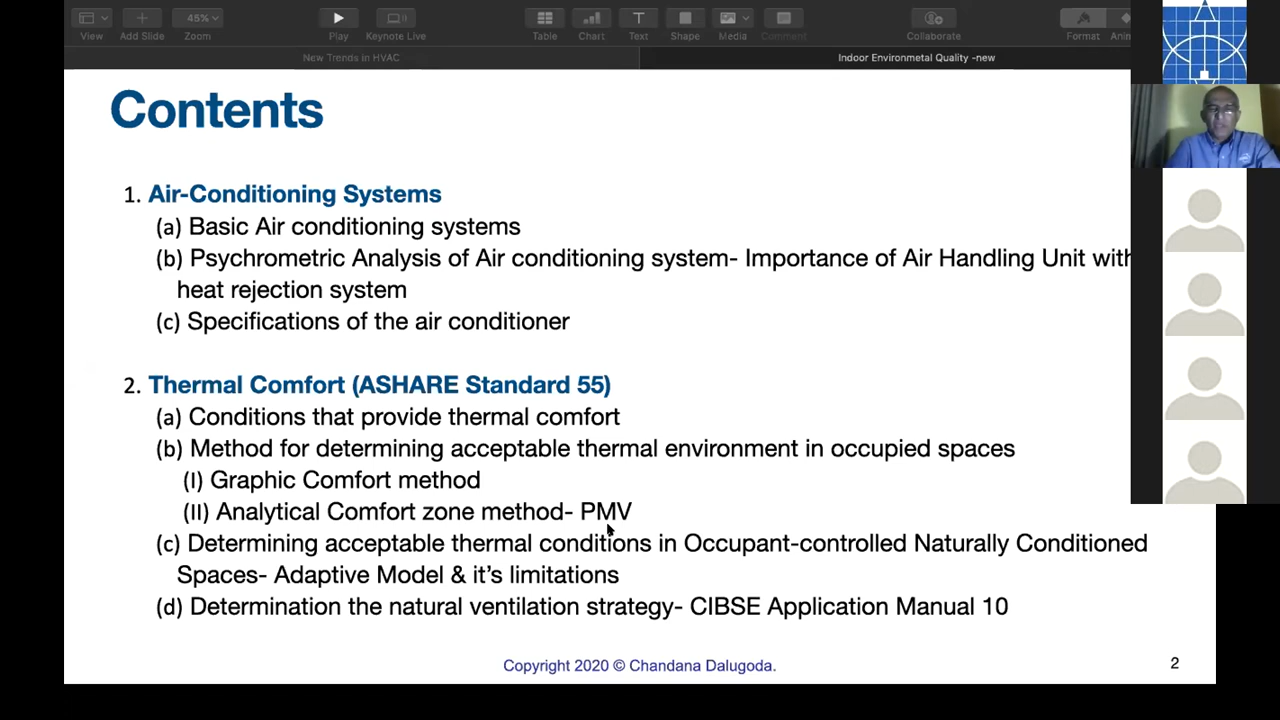 View
Add Slide
45%
Zoom
Play
Keynote Live
Table
Chart
T
Text
Shape
Media
Comment
Collaborate
Format
Anin
New Trends in HVAC
Indoor Environmetal Quality -new
Contents
1. Air-Conditioning Systems
(a) Basic Air conditioning systems
(b) Psychrometric Analysis of Air conditioning system- Importance of Air Handling Unit with
heat rejection system
(c) Specifications of the air conditioner
2. Thermal Comfort (ASHARE Standard 55)
(a) Conditions that provide thermal comfort
(b) Method for determining acceptable thermal environment in occupied spaces
(I) Graphic Comfort method
(II) Analytical Comfort zone method- PMV
(c) Determining acceptable thermal conditions in Occupant-controlled Naturally Conditioned
Spaces- Adaptive Model & it's limitations
(d) Determination the natural ventilation strategy- CIBSE Application Manual 10
Copyright 2020 © Chandana Dalugoda.
2